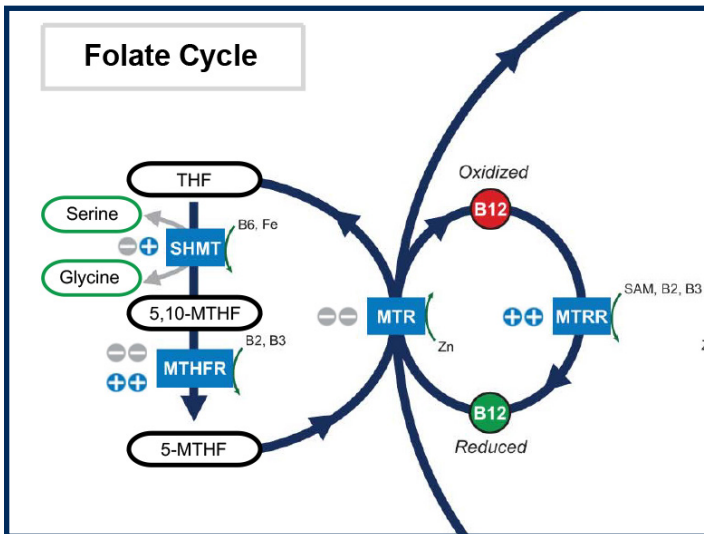 Folate Cycle
THF
Oxidized
Serine
B12
B6, Fe
− +
SHMT
Glycine
SAM, B2, B3
5,10-MTHF
− −
MTR
+ +
MTRR
− −
B2, B3
Zn
Z
+ +
MTHFR
B12
5-MTHF
Reduced